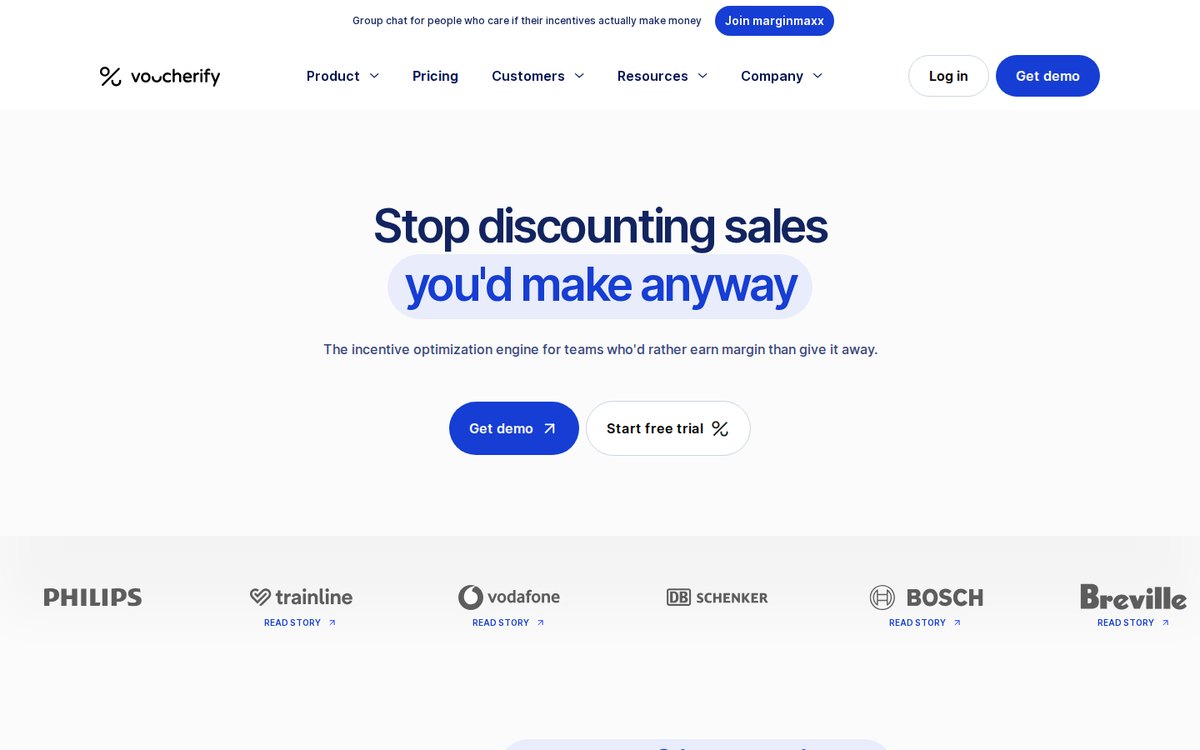 Group chat for people who care if their incentives actually make money
Join marginmaxx
voucherify
Product
Pricing
Customers
Resources
Company
Log in
Get demo
Stop discounting sales
you'd make anyway
The incentive optimization engine for teams who'd rather earn margin than give it away.
Get demo
Start free trial
PHILIPS
trainline
vodafone
DB SCHENKER
BOSCH
Breville
READ STORY
READ STORY
READ STORY
READ STORY